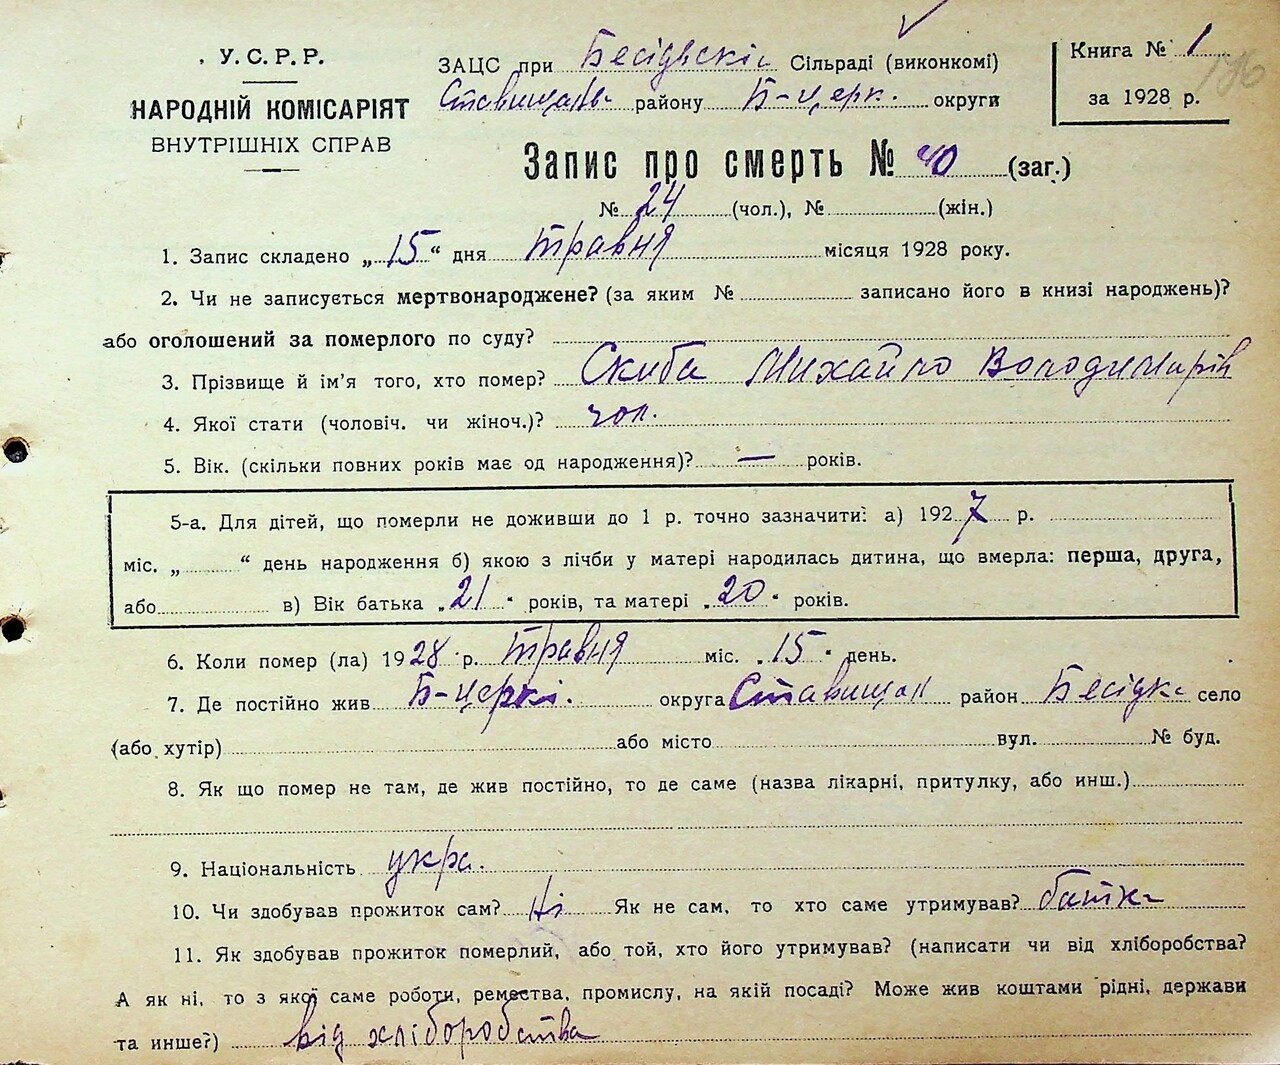 У.С.Р.Р.
НАРОДНІЙ КОМІСАРІЯТ
ВНУТРІШНІХ СПРАВ
ЗАЦС при Бесідвскі Сільраді (виконкомі)
Ставищан. району Б-Церк. округи
Книга № 1
за 1928 р.
Запис про смерть № 40 (заг.)
№ 24 (чол.), № (жін.)
1. Запис складено „15“ дня травня місяця 1928 року.
2. Чи не записується мертвонароджене? (за яким № записано його в книзі народжень)?
або оголошений за померлого по суду?
3. Прізвище й ім'я того, хто помер? Скиба Михайло Володимирів
4. Якої стати (чоловіч. чи жіноч.)? чол.
5. Вік. (скільки повних років має од народження)? — років.
5-а. Для дітей, що померли не доживши до 1 р. точно зазначити: а) 1927 р.
міс. „ “ день народження б) якою з лічби у матері народилась дитина, що вмерла: перша, друга,
або в) Вік батька „21“ років, та матері „20“ років.
6. Коли помер (ла) 1928 р. травня міс. „15“ день.
7. Де постійно жив Б-Церкі. округа Ставищан район Бесідка село
(або хутір) або місто вул. № буд.
8. Як що помер не там, де жив постійно, то де саме (назва лікарні, притулку, або инш.)
9. Національність укра.
10. Чи здобував прожиток сам? Ні Як не сам, то хто саме утримував? батько
11. Як здобував прожиток померлий, або той, хто його утримував? (написати чи від хліборобства?
А як ні, то з якої саме роботи, ремества, промислу, на якій посаді? Може жив коштами рідні, держави
та инше?) від хліборобства